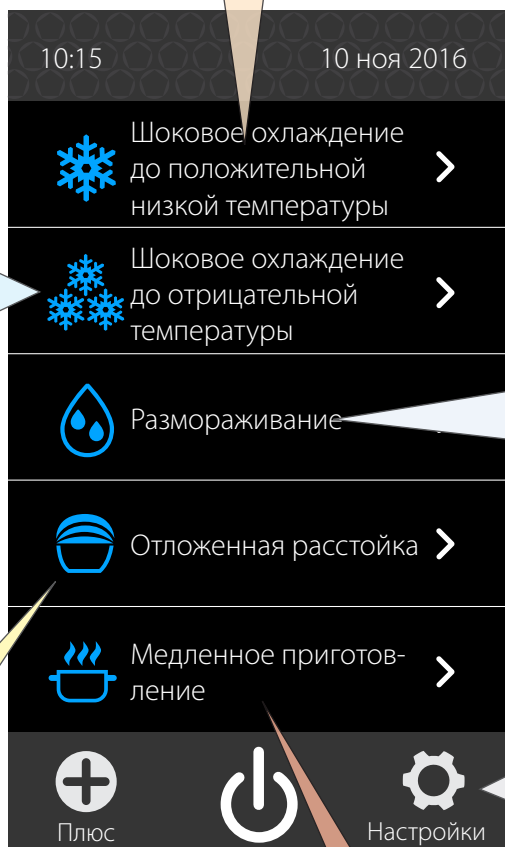 10:15 10 ноя 2016
Шоковое охлаждение
до положительной
низкой температуры
Шоковое охлаждение
до отрицательной
температуры
Размораживание
Отложенная расстойка
Медленное приготов-
ление
Плюс Настройки